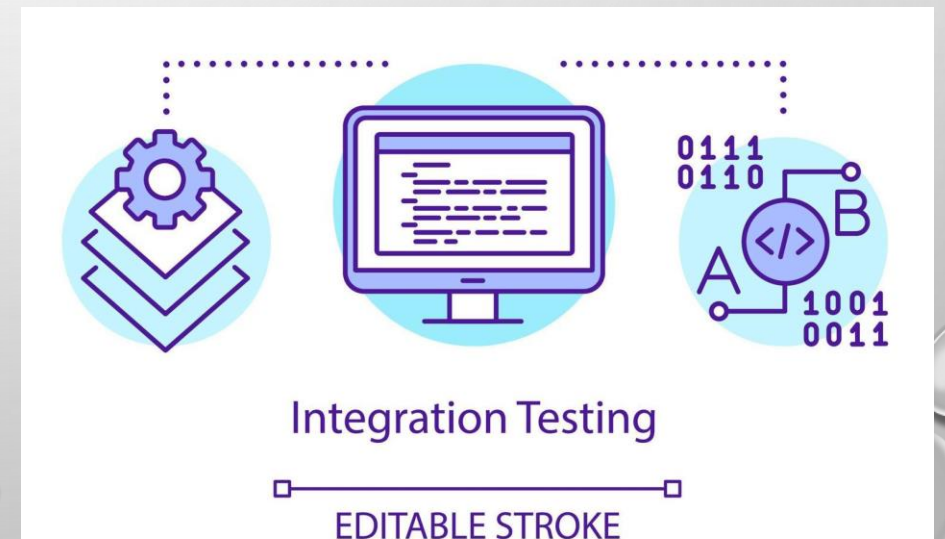 0111
0110
</>
B
A
1001
0011
Integration Testing
EDITABLE STROKE